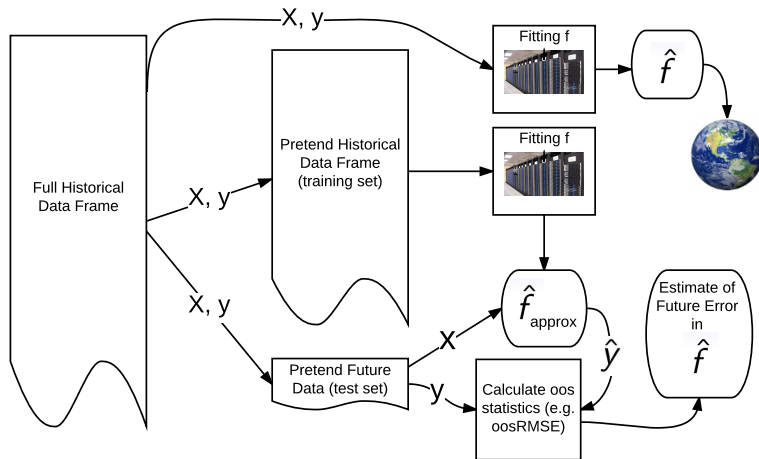 X, y
Fitting f
f̂
Full Historical
Data Frame
Pretend Historical
Data Frame
(training set)
X, y
Fitting f
X, y
f̂ approx
X
ŷ
Estimate of
Future Error
in
f̂
Pretend Future
Data (test set)
y
Calculate oos
statistics (e.g.
oosRMSE)